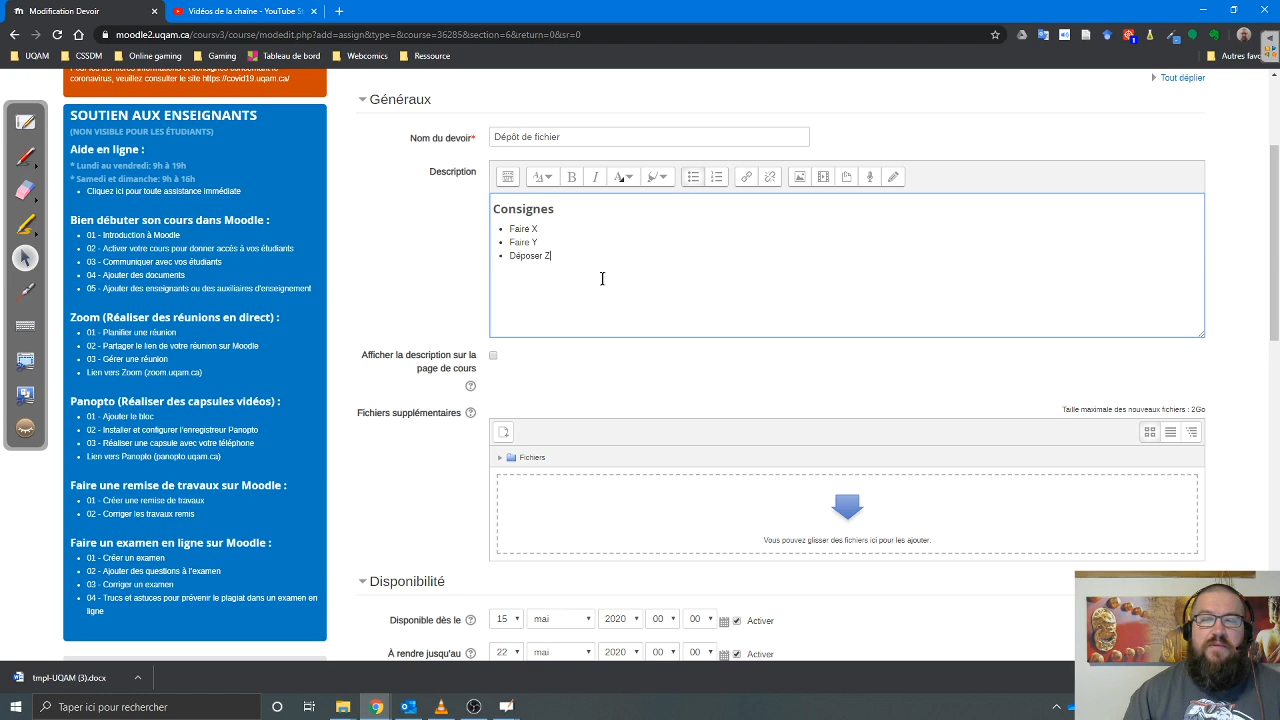 Modification Devoir
Vidéos de la chaîne - YouTube S
moodle2.uqam.ca/coursv3/course/modedit.php?add=assign&type=&course=36285&section=6&return=0&sr=0
UQAM
CSSDM
Online gaming
Gaming
Tableau de bord
Webcomics
Ressource
Autres favo
coronavirus, veuillez consulter le site https://covid19.uqam.ca/
SOUTIEN AUX ENSEIGNANTS
(NON VISIBLE POUR LES ÉTUDIANTS)
Aide en ligne :
* Lundi au vendredi: 9h à 19h
* Samedi et dimanche: 9h à 16h
Cliquez ici pour toute assistance immédiate
Bien débuter son cours dans Moodle :
01 - Introduction à Moodle
02 - Activer votre cours pour donner accès à vos étudiants
03 - Communiquer avec vos étudiants
04 - Ajouter des documents
05 - Ajouter des enseignants ou des auxiliaires d'enseignement
Zoom (Réaliser des réunions en direct) :
01 - Planifier une réunion
02 - Partager le lien de votre réunion sur Moodle
03 - Gérer une réunion
Lien vers Zoom (zoom.uqam.ca)
Panopto (Réaliser des capsules vidéos) :
01 - Ajouter le bloc
02 - Installer et configurer l'enregistreur Panopto
03 - Réaliser une capsule avec votre téléphone
Lien vers Panopto (panopto.uqam.ca)
Faire une remise de travaux sur Moodle :
01 - Créer une remise de travaux
02 - Corriger les travaux remis
Faire un examen en ligne sur Moodle :
01 - Créer un examen
02 - Ajouter des questions à l'examen
03 - Corriger un examen
04 - Trucs et astuces pour prévenir le plagiat dans un examen en
ligne
Tout déplier
Généraux
Nom du devoir*
Dépôt de fichier
Description
Consignes
Faire X
Faire Y
Déposer Z
Afficher la description sur la
page de cours
Fichiers supplémentaires
Taille maximale des nouveaux fichiers : 2Go
Fichiers
Vous pouvez glisser des fichiers ici pour les ajouter.
Disponibilité
Disponible dès le
15 mai 2020 00 00 Activer
À rendre jusqu'au
22 mai 2020 00 00 Activer
tmpl-UQAM (3).docx
Taper ici pour rechercher